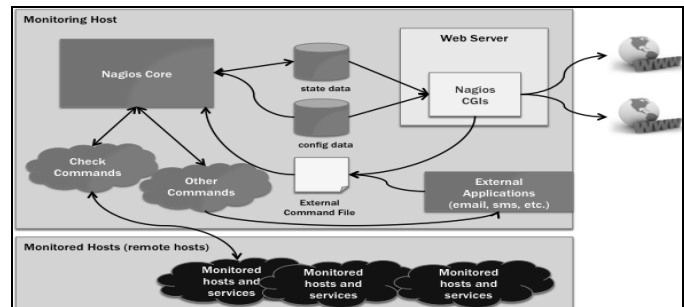 Monitoring Host
Web Server
Nagios Core
state data
Nagios
CGIs
WWW
config data
WWW
Check
Commands
Other
Commands
External
Command File
External
Applications
(email, sms, etc.)
Monitored Hosts (remote hosts)
Monitored
hosts and
services
Monitored
hosts and
services
Monitored
hosts and
services